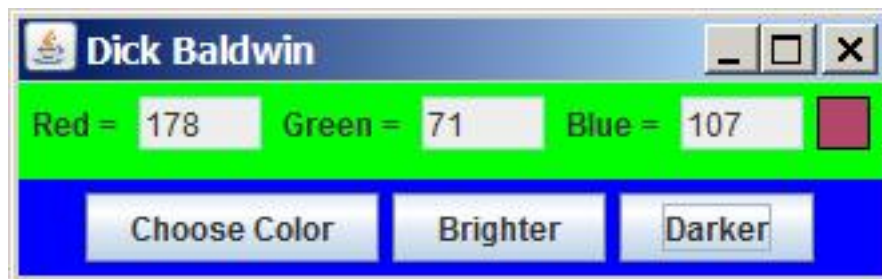 Dick Baldwin
Red = 178 Green = 71 Blue = 107
Choose Color Brighter Darker